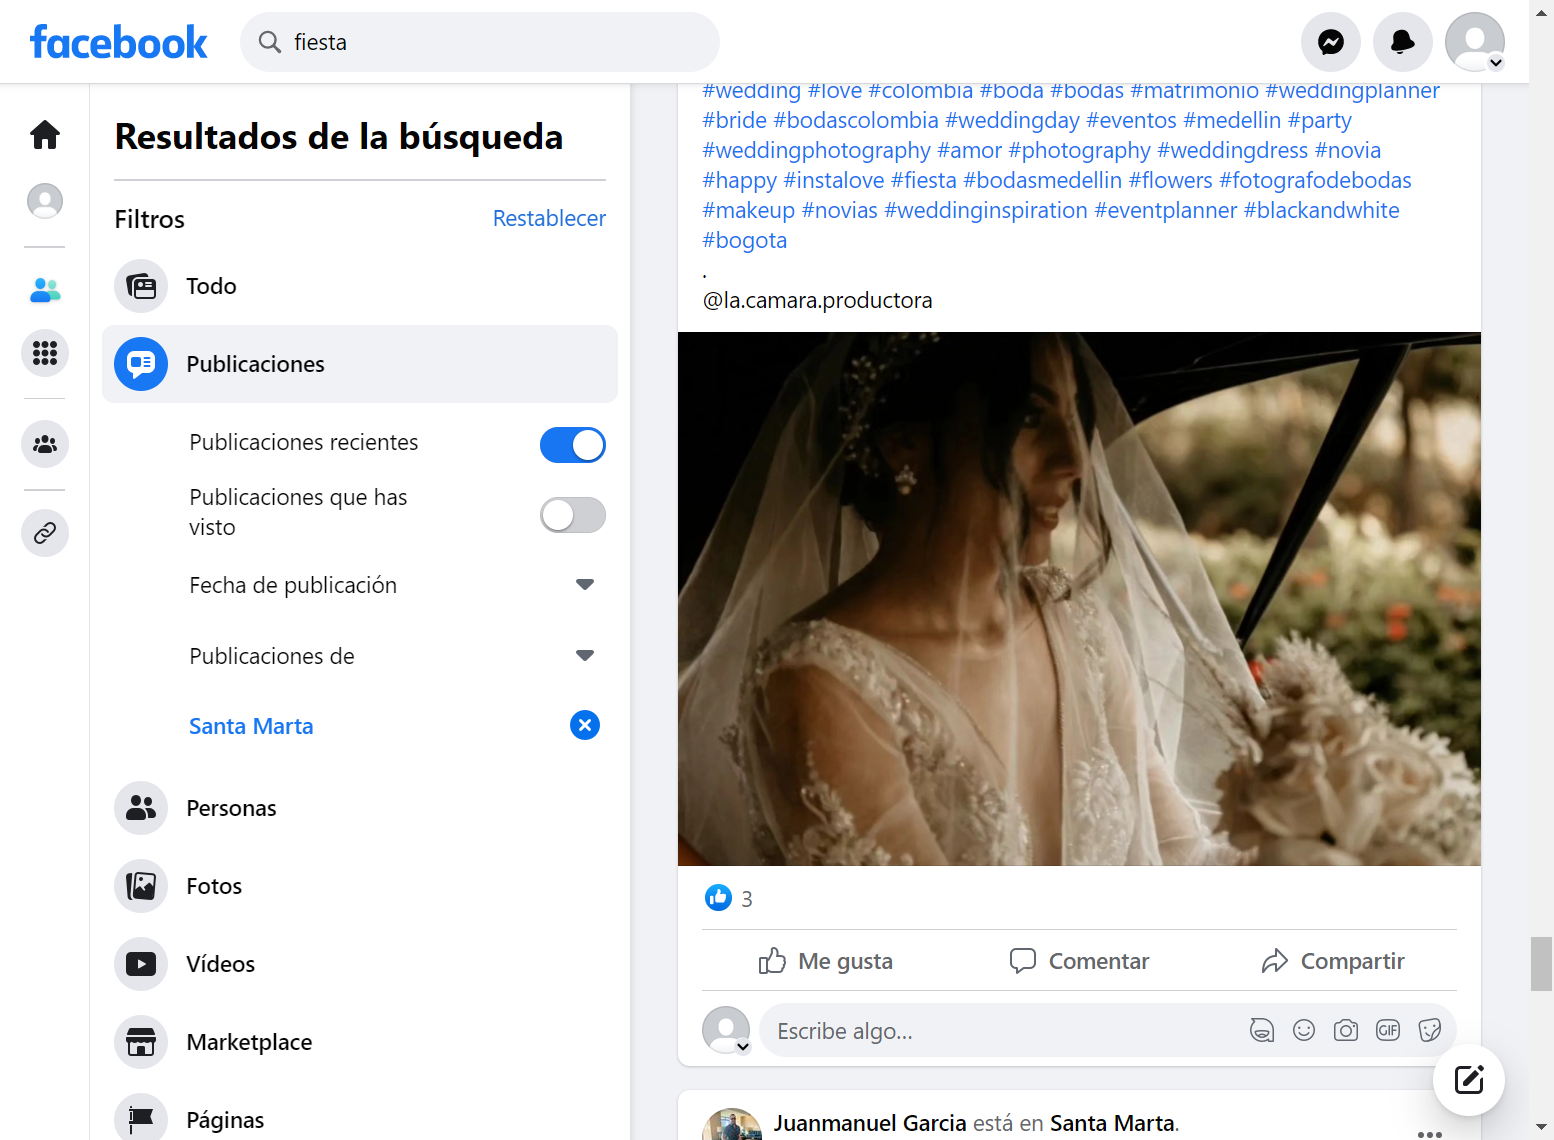 facebook
fiesta
Resultados de la búsqueda
Filtros
Restablecer
Todo
Publicaciones
Publicaciones recientes
Publicaciones que has
visto
Fecha de publicación
Publicaciones de
Santa Marta
Personas
Fotos
Vídeos
Marketplace
Páginas
#wedding #love #colombia #boda #bodas #matrimonio #weddingplanner
#bride #bodascolombia #weddingday #eventos #medellin #party
#weddingphotography #amor #photography #weddingdress #novia
#happy #instalove #fiesta #bodasmedellin #flowers #fotografodebodas
#makeup #novias #weddinginspiration #eventplanner #blackandwhite
#bogota
.
@la.camara.productora
3
Me gusta
Comentar
Compartir
Escribe algo...
GIF
Juanmanuel Garcia está en Santa Marta.